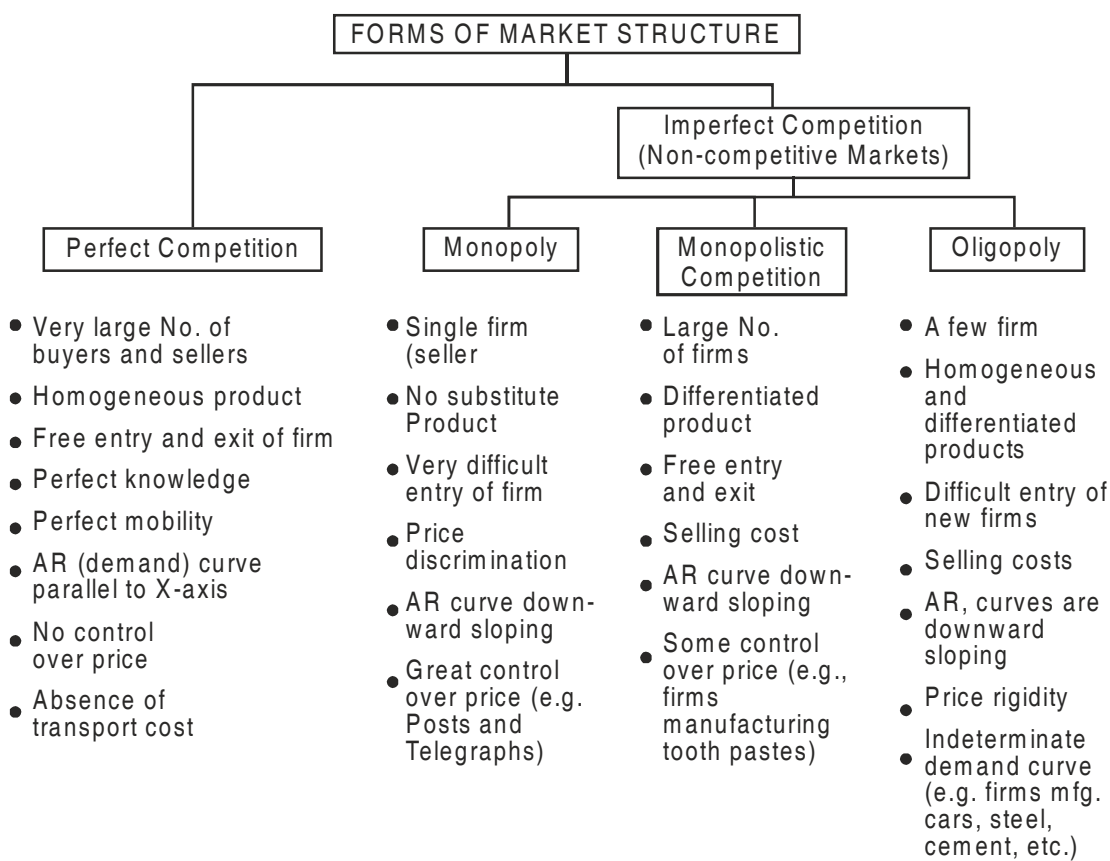 FORMS OF MARKET STRUCTURE
Imperfect Competition
(Non-competitive Markets)
Perfect Competition
Monopoly
Monopolistic
Competition
Oligopoly
• Very large No. of
buyers and sellers
• Homogeneous product
• Free entry and exit of firm
• Perfect knowledge
• Perfect mobility
• AR (demand) curve
parallel to X-axis
• No control
over price
• Absence of
transport cost
• Single firm
(seller
• No substitute
Product
• Very difficult
entry of firm
• Price
discrimination
• AR curve down-
ward sloping
• Great control
over price (e.g.
Posts and
Telegraphs)
• Large No.
of firms
• Differentiated
product
• Free entry
and exit
• Selling cost
• AR curve down-
ward sloping
• Some control
over price (e.g.,
firms
manufacturing
tooth pastes)
• A few firm
• Homogeneous
and
differentiated
products
• Difficult entry of
new firms
• Selling costs
• AR, curves are
downward
sloping
• Price rigidity
• Indeterminate
demand curve
(e.g. firms mfg.
cars, steel,
cement, etc.)